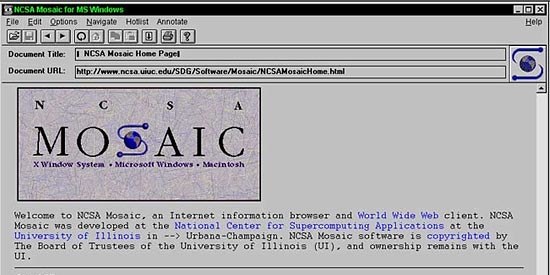 NCSA Mosaic for MS Windows
File Edit Options Navigate Hotlist Annotate Help
Document Title: NCSA Mosaic Home Page
Document URL: http://www.ncsa.uiuc.edu/SDG/Software/Mosaic/NCSAMosaicHome.html
N C S A
MOSAIC
X Window System • Microsoft Windows • Macintosh
Welcome to NCSA Mosaic, an Internet information browser and World Wide Web client. NCSA
Mosaic was developed at the National Center for Supercomputing Applications at the
University of Illinois in --> Urbana-Champaign. NCSA Mosaic software is copyrighted by
The Board of Trustees of the University of Illinois (UI), and ownership remains with the
UI.